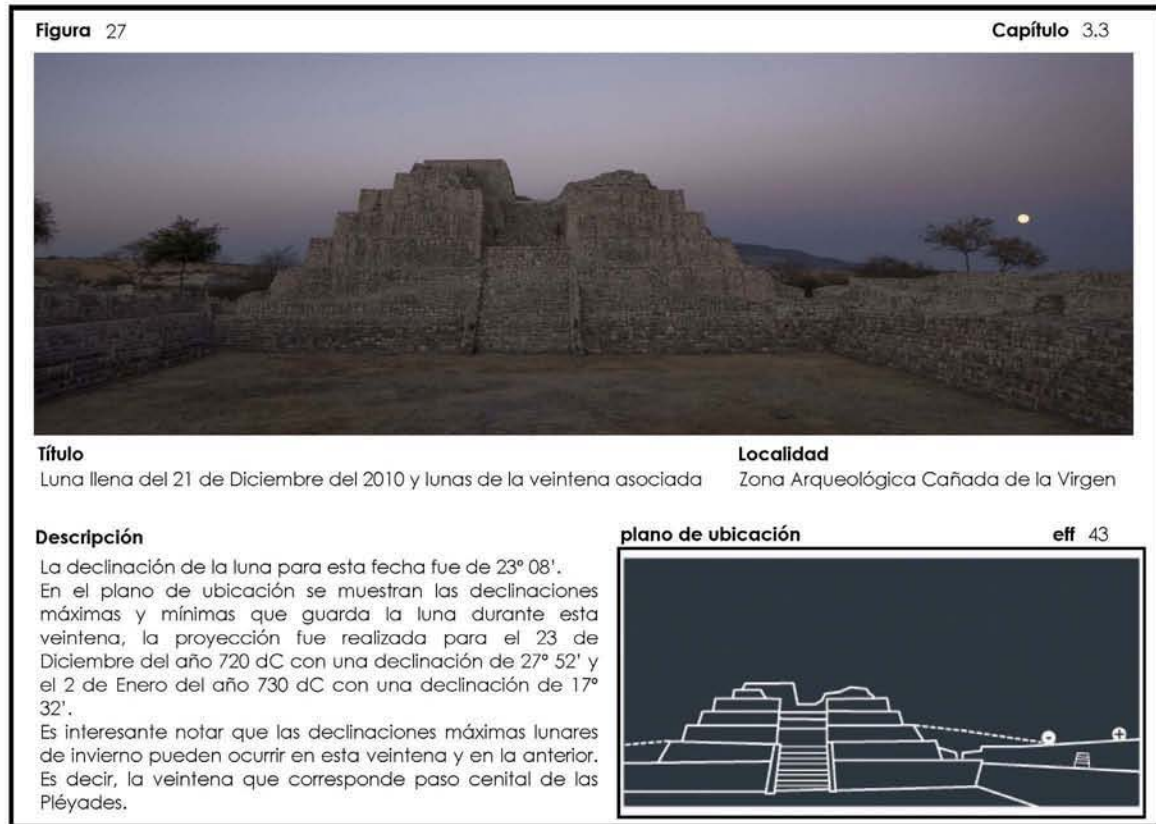 Figura 27
Capítulo 3.3
Título
Luna llena del 21 de Diciembre del 2010 y lunas de la veintena asociada
Localidad
Zona Arqueológica Cañada de la Virgen
Descripción
La declinación de la luna para esta fecha fue de 23º 08'.
En el plano de ubicación se muestran las declinaciones
máximas y mínimas que guarda la luna durante esta
veintena, la proyección fue realizada para el 23 de
Diciembre del año 720 dC con una declinación de 27º 52' y
el 2 de Enero del año 730 dC con una declinación de 17º
32'.
Es interesante notar que las declinaciones máximas lunares
de invierno pueden ocurrir en esta veintena y en la anterior.
Es decir, la veintena que corresponde paso cenital de las
Pléyades.
plano de ubicación
eff 43